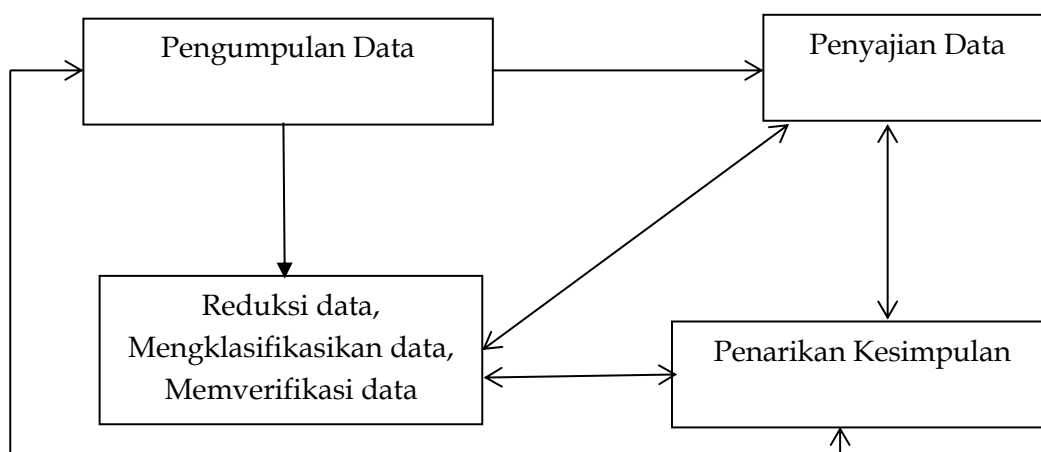 Pengumpulan Data
Penyajian Data
Reduksi data,
Mengklasifikasikan data,
Memverifikasi data
Penarikan Kesimpulan